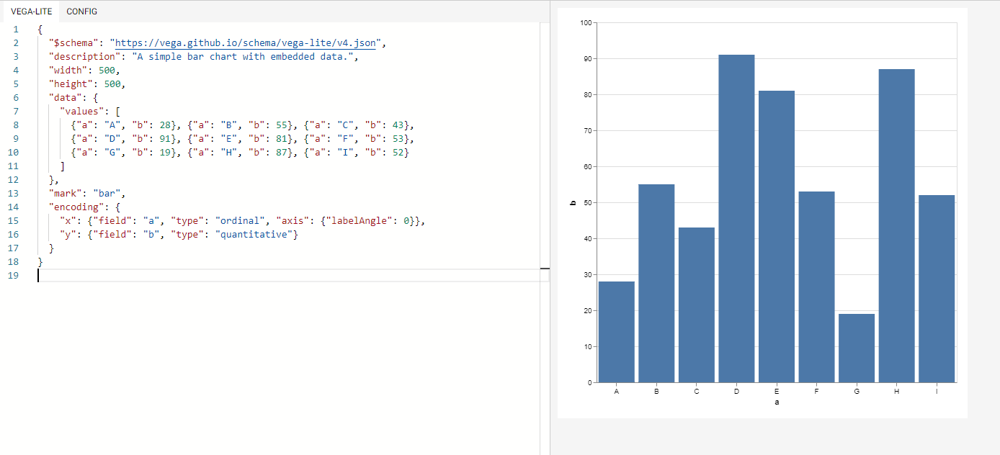 VEGA-LITE CONFIG
1 {
2 "$schema": "https://vega.github.io/schema/vega-lite/v4.json",
3 "description": "A simple bar chart with embedded data.",
4 "width": 500,
5 "height": 500,
6 "data": {
7 "values": [
8 {"a": "A", "b": 28}, {"a": "B", "b": 55}, {"a": "C", "b": 43},
9 {"a": "D", "b": 91}, {"a": "E", "b": 81}, {"a": "F", "b": 53},
10 {"a": "G", "b": 19}, {"a": "H", "b": 87}, {"a": "I", "b": 52}
11 ]
12 },
13 "mark": "bar",
14 "encoding": {
15 "x": {"field": "a", "type": "ordinal", "axis": {"labelAngle": 0}},
16 "y": {"field": "b", "type": "quantitative"}
17 }
18 }
19
100
90
80
70
60
b
50
40
30
20
10
0
A B C D E F G H I
a